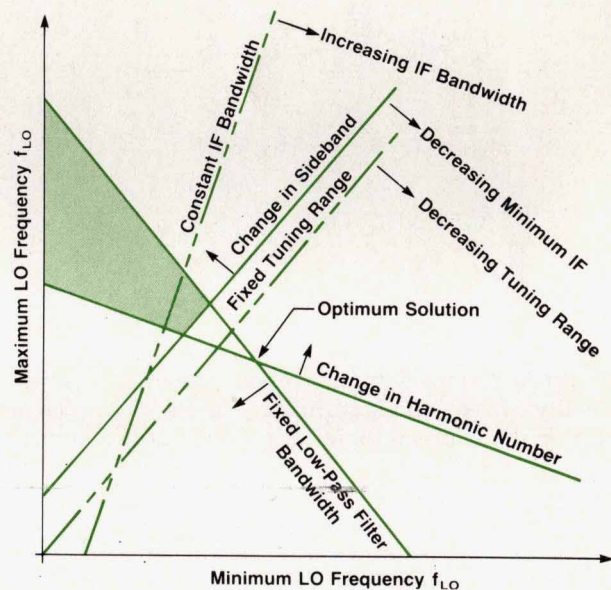 Increasing IF Bandwidth
Constant IF Bandwidth
Change in Sideband
Fixed Tuning Range
Decreasing Minimum IF
Decreasing Tuning Range
Maximum LO Frequency fLO
Optimum Solution
Change in Harmonic Number
Fixed Low-Pass Filter
Bandwidth
Minimum LO Frequency fLO